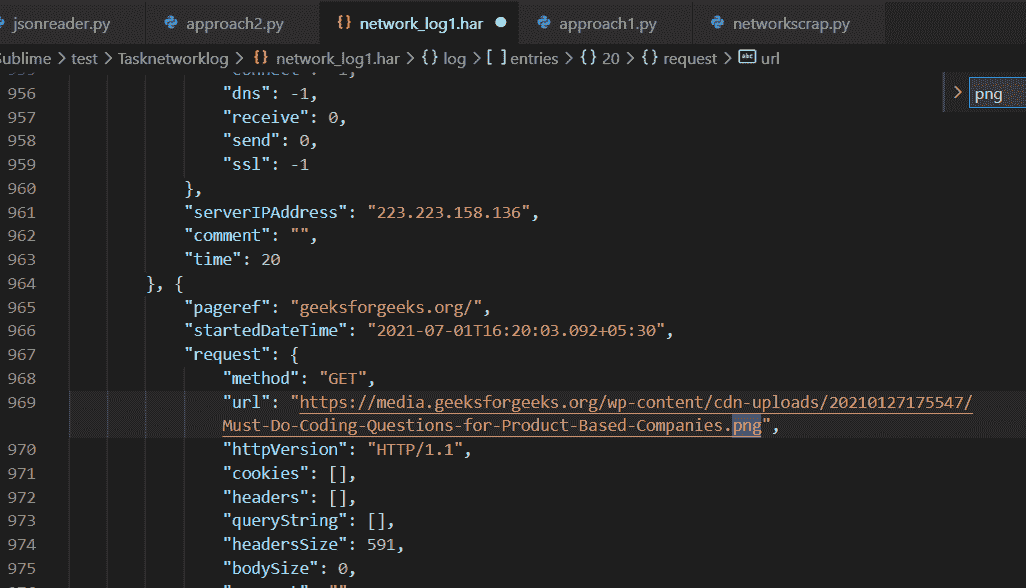 jsonreader.py approach2.py {} network_log1.har ● approach1.py networkscrap.py
Sublime > test > Tasknetworklog > {} network_log1.har > {} log > [ ] entries > {} 20 > {} request > abc url
> png
956 "dns": -1,
957 "receive": 0,
958 "send": 0,
959 "ssl": -1
960 },
961 "serverIPAddress": "223.223.158.136",
962 "comment": "",
963 "time": 20
964 }, {
965 "pageref": "geeksforgeeks.org/",
966 "startedDateTime": "2021-07-01T16:20:03.092+05:30",
967 "request": {
968 "method": "GET",
969 "url": "https://media.geeksforgeeks.org/wp-content/cdn-uploads/20210127175547/
Must-Do-Coding-Questions-for-Product-Based-Companies.png",
970 "httpVersion": "HTTP/1.1",
971 "cookies": [],
972 "headers": [],
973 "queryString": [],
974 "headersSize": 591,
975 "bodySize": 0,